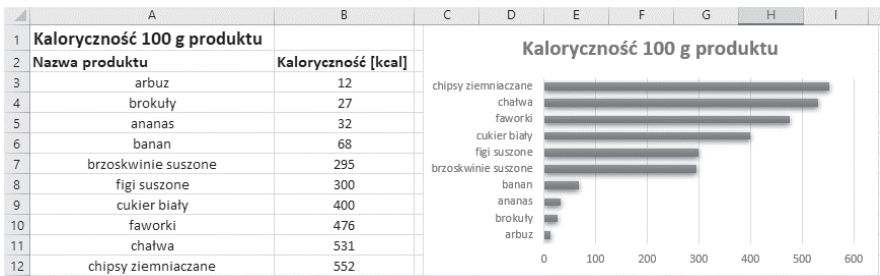 A B C D E F G H I
1 Kaloryczność 100 g produktu
2 Nazwa produktu Kaloryczność [kcal]
3 arbuz 12
4 brokuły 27
5 ananas 32
6 banan 68
7 brzoskwinie suszone 295
8 figi suszone 300
9 cukier biały 400
10 faworki 476
11 chałwa 531
12 chipsy ziemniaczane 552
Kaloryczność 100 g produktu
chipsy ziemniaczane
chałwa
faworki
cukier biały
figi suszone
brzoskwinie suszone
banan
ananas
brokuły
arbuz
0 100 200 300 400 500 600